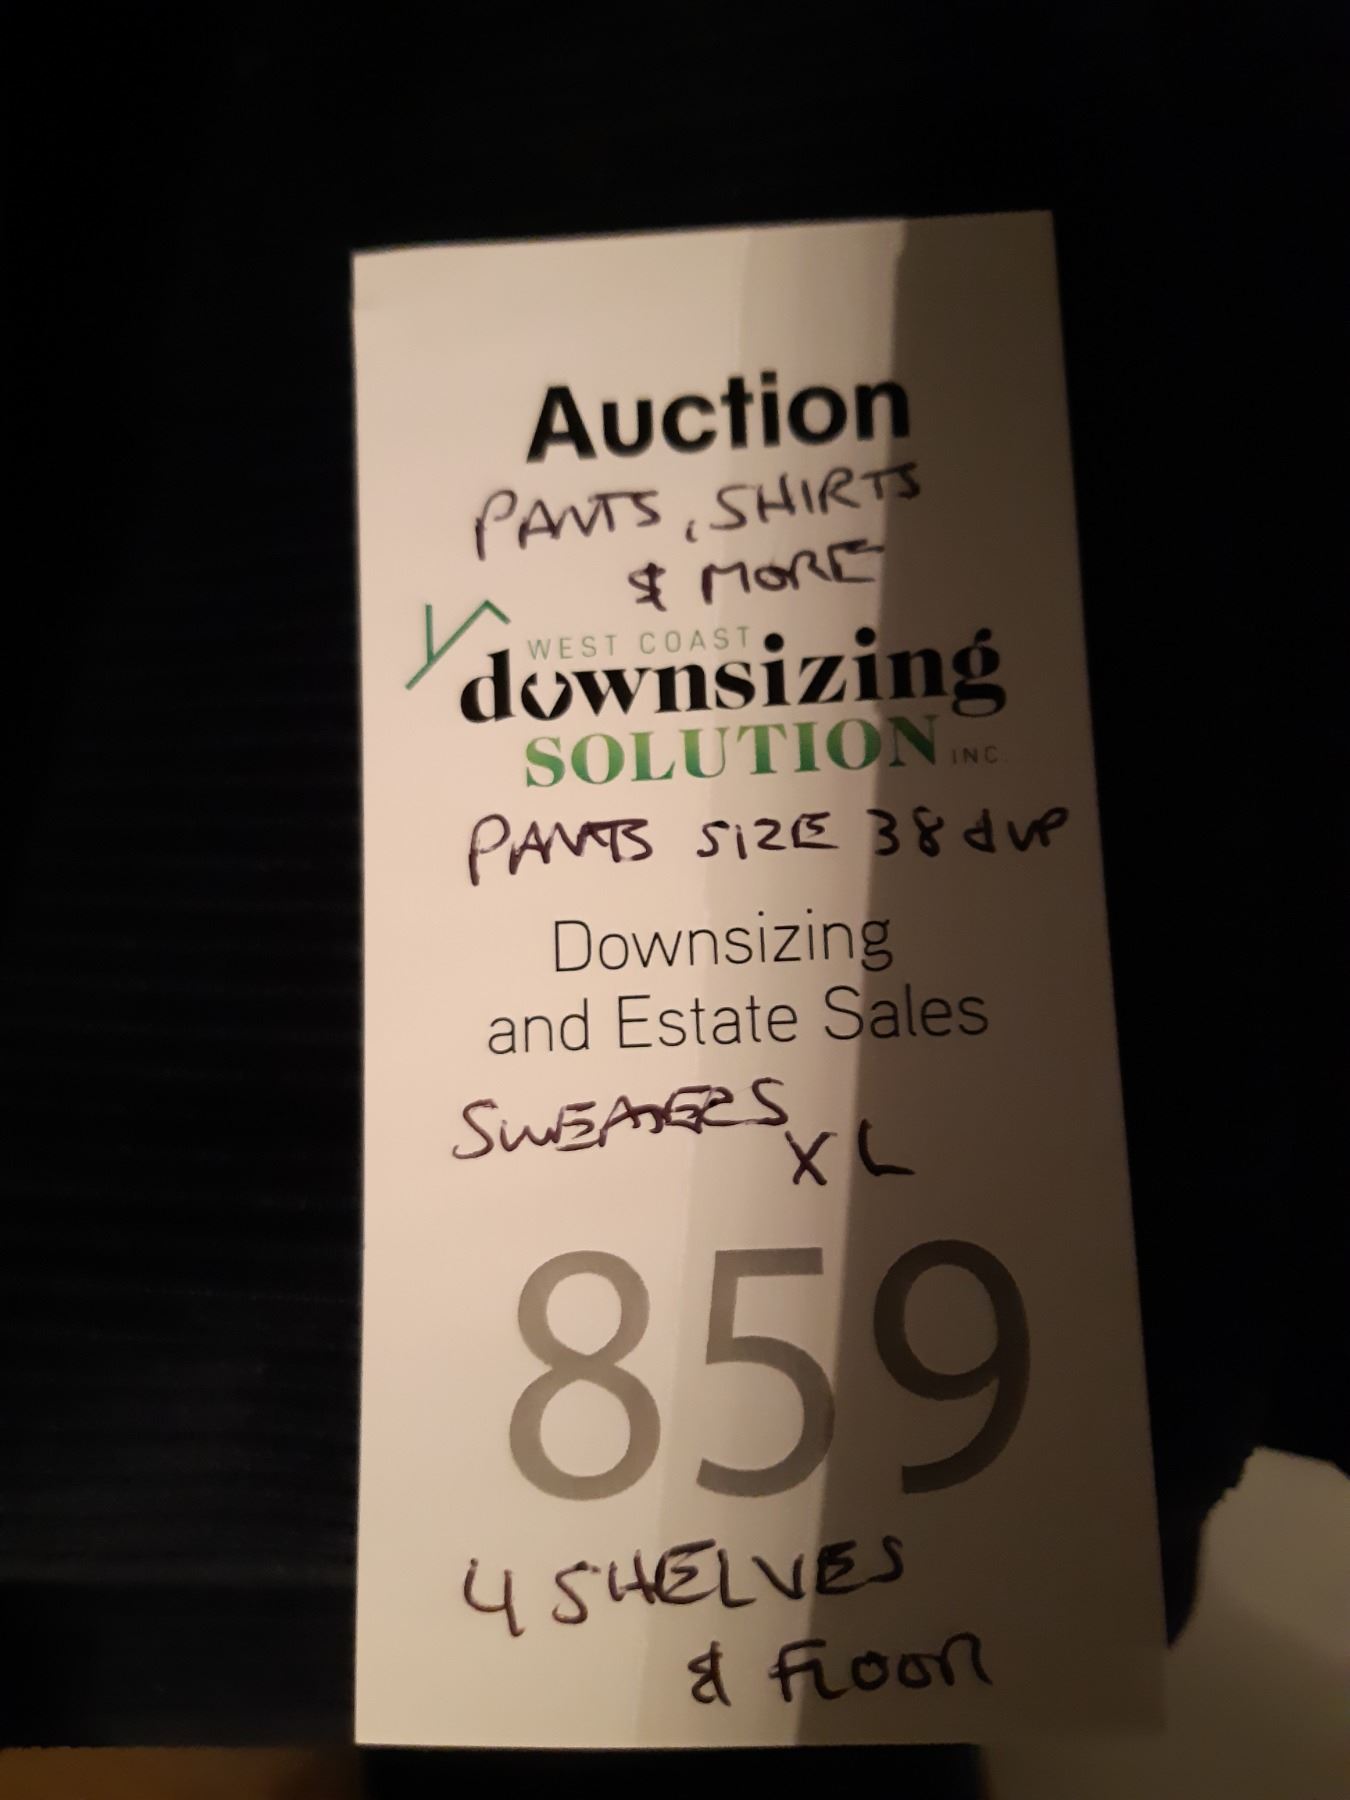 Auction
PANTS, SHIRTS
& MORE
WEST COAST
downsizing
SOLUTION INC.
PANTS SIZE 38 & UP
Downsizing
and Estate Sales
SWEATERS
XL
859
4 SHELVES
& FLOOR